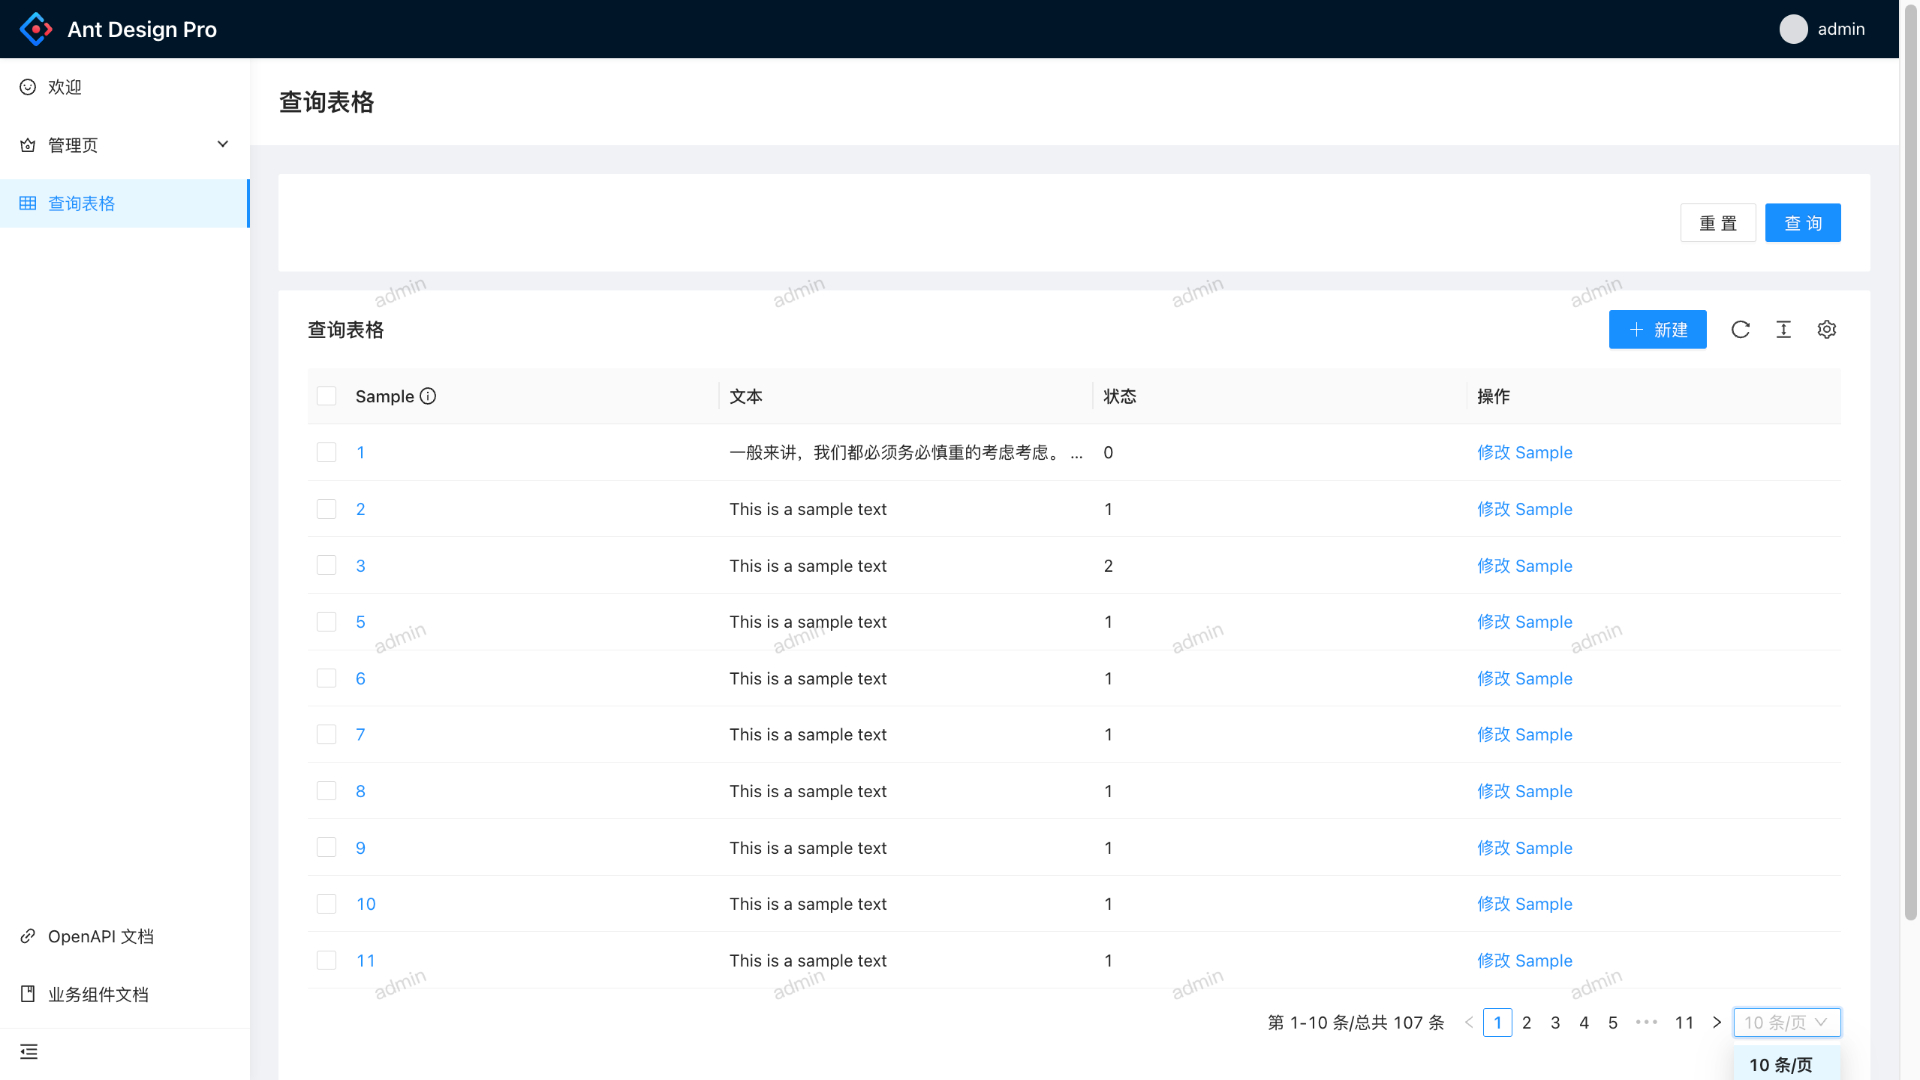 Ant Design Pro
admin
欢迎
管理页
查询表格
OpenAPI 文档
业务组件文档
查询表格
重 置
查 询
admin admin admin admin
查询表格
新建
Sample 文本 状态 操作
1 一般来讲，我们都必须务必慎重的考虑考虑。 ... 0 修改 Sample
2 This is a sample text 1 修改 Sample
3 This is a sample text 2 修改 Sample
5 This is a sample text 1 修改 Sample
admin admin admin admin
6 This is a sample text 1 修改 Sample
7 This is a sample text 1 修改 Sample
8 This is a sample text 1 修改 Sample
9 This is a sample text 1 修改 Sample
10 This is a sample text 1 修改 Sample
11 This is a sample text 1 修改 Sample
admin admin admin admin
第 1-10 条/总共 107 条 1 2 3 4 5 ••• 11 10 条/页
10 条/页